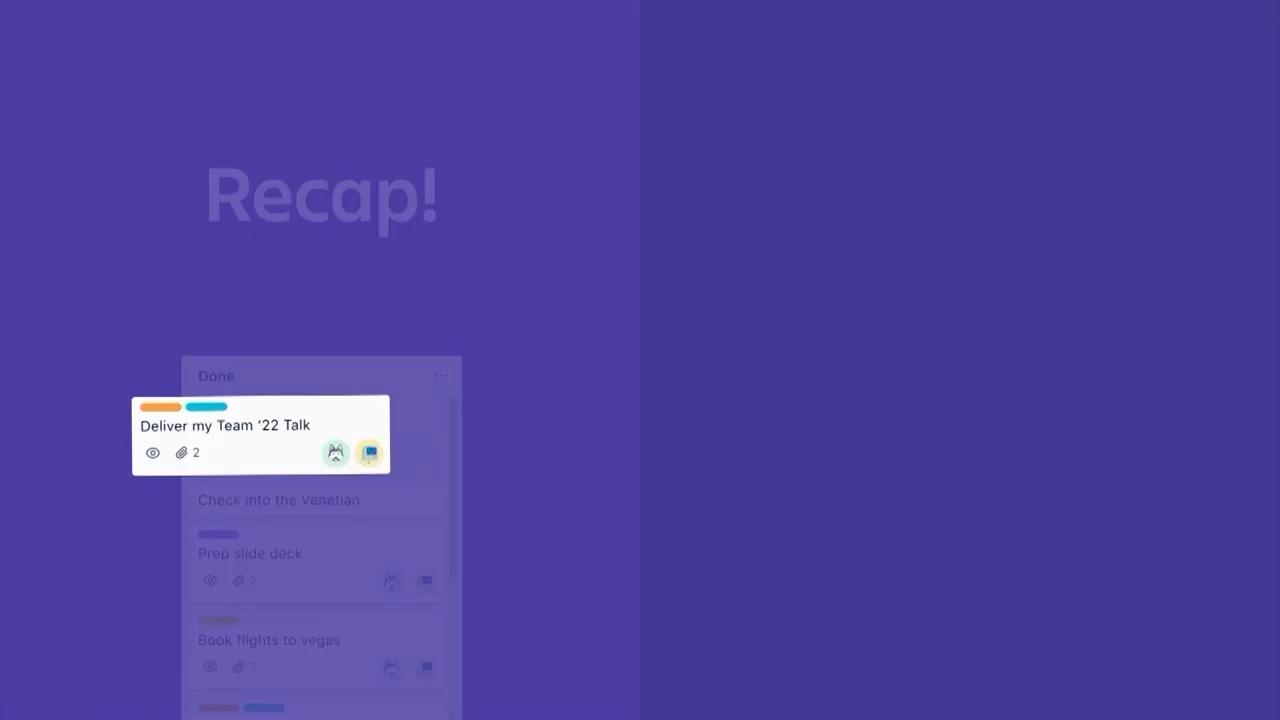 Recap!
Done
Deliver my Team ‘22 Talk
2
Check into the Venetian
Prep slide deck
2
Book flights to vegas